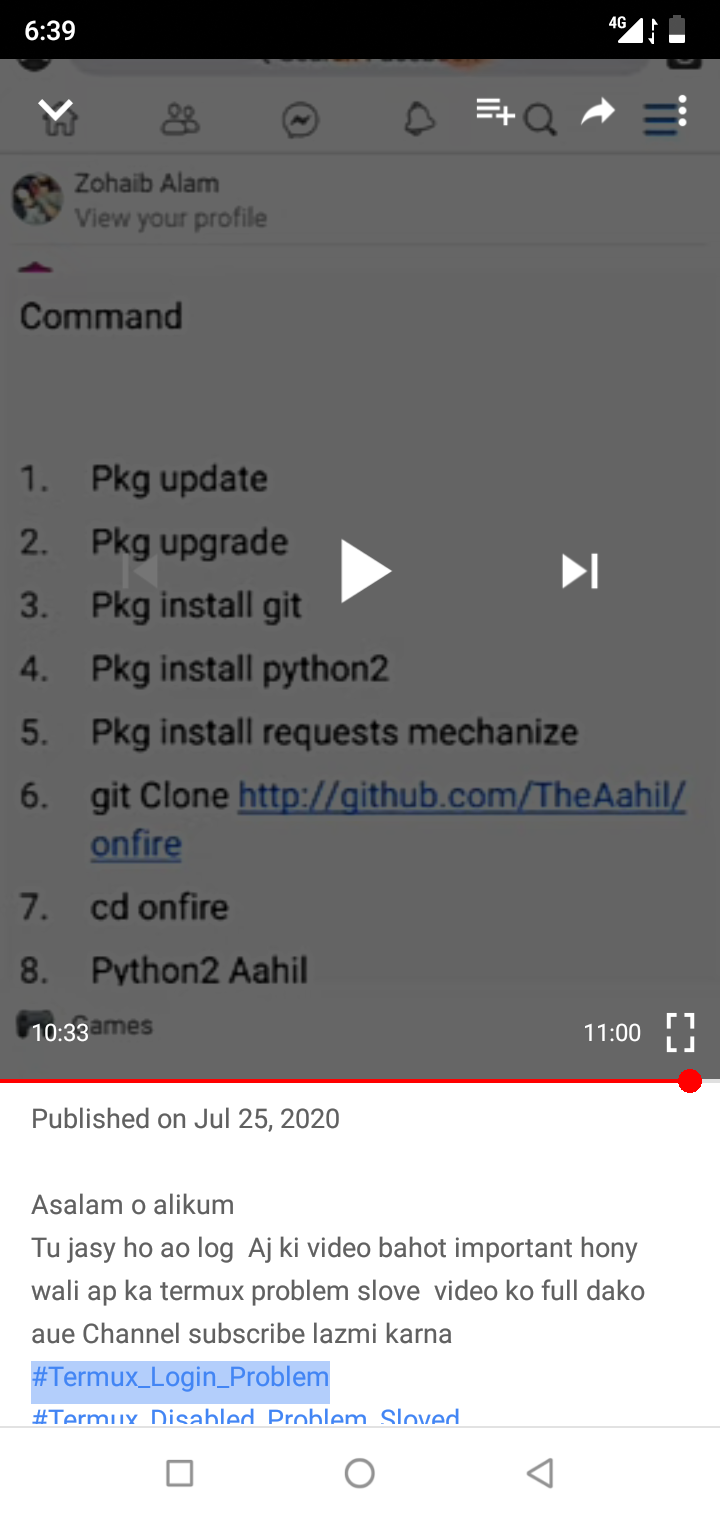 6:39
4G
Zohaib Alam
View your profile
Command
1. Pkg update
2. Pkg upgrade
3. Pkg install git
4. Pkg install python2
5. Pkg install requests mechanize
6. git Clone http://github.com/TheAahil/
onfire
7. cd onfire
8. Python2 Aahil
Games
10:33
11:00
Published on Jul 25, 2020
Asalam o alikum
Tu jasy ho ao log Aj ki video bahot important hony
wali ap ka termux problem slove video ko full dako
aue Channel subscribe lazmi karna
#Termux_Login_Problem
#Termux_Disabled_Problem_Sloved